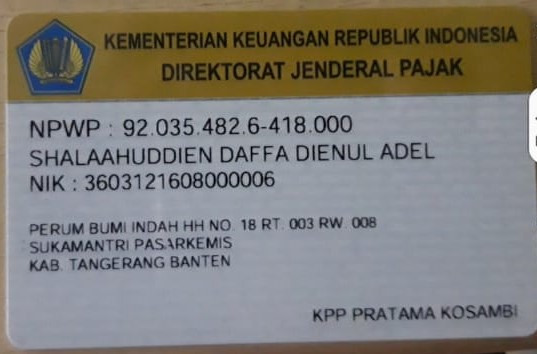 KEMENTERIAN KEUANGAN REPUBLIK INDONESIA
DIREKTORAT JENDERAL PAJAK
NPWP : 92.035.482.6-418.000
SHALAAHUDDIEN DAFFA DIENUL ADEL
NIK : 3603121608000006
PERUM BUMI INDAH HH NO. 18 RT. 003 RW. 008
SUKAMANTRI PASARKEMIS
KAB. TANGERANG BANTEN
KPP PRATAMA KOSAMBI